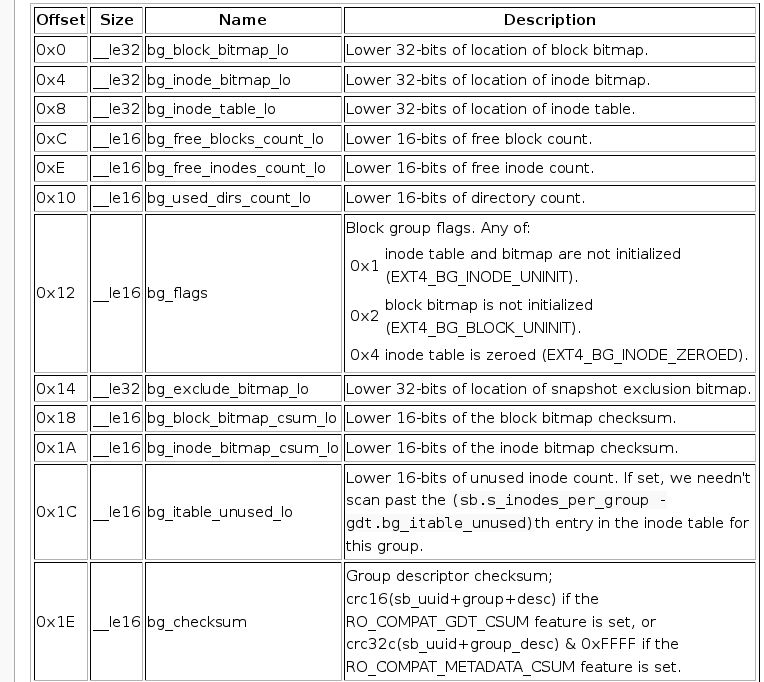 Offset Size Name Description
0x0 __le32 bg_block_bitmap_lo Lower 32-bits of location of block bitmap.
0x4 __le32 bg_inode_bitmap_lo Lower 32-bits of location of inode bitmap.
0x8 __le32 bg_inode_table_lo Lower 32-bits of location of inode table.
0xC __le16 bg_free_blocks_count_lo Lower 16-bits of free block count.
0xE __le16 bg_free_inodes_count_lo Lower 16-bits of free inode count.
0x10 __le16 bg_used_dirs_count_lo Lower 16-bits of directory count.
0x12 __le16 bg_flags Block group flags. Any of:
0x1 inode table and bitmap are not initialized
(EXT4_BG_INODE_UNINIT).
0x2 block bitmap is not initialized
(EXT4_BG_BLOCK_UNINIT).
0x4 inode table is zeroed (EXT4_BG_INODE_ZEROED).
0x14 __le32 bg_exclude_bitmap_lo Lower 32-bits of location of snapshot exclusion bitmap.
0x18 __le16 bg_block_bitmap_csum_lo Lower 16-bits of the block bitmap checksum.
0x1A __le16 bg_inode_bitmap_csum_lo Lower 16-bits of the inode bitmap checksum.
0x1C __le16 bg_itable_unused_lo Lower 16-bits of unused inode count. If set, we needn't
scan past the (sb.s_inodes_per_group -
gdt.bg_itable_unused)th entry in the inode table for
this group.
0x1E __le16 bg_checksum Group descriptor checksum;
crc16(sb_uuid+group+desc) if the
RO_COMPAT_GDT_CSUM feature is set, or
crc32c(sb_uuid+group_desc) & 0xFFFF if the
RO_COMPAT_METADATA_CSUM feature is set.